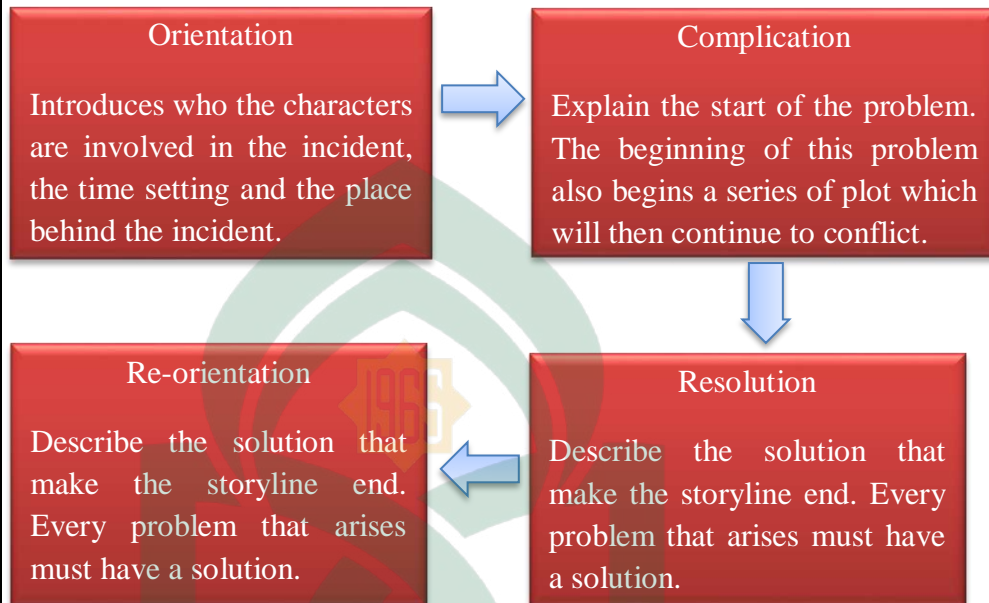 Orientation
Introduces who the characters
are involved in the incident,
the time setting and the place
behind the incident.
Complication
Explain the start of the problem.
The beginning of this problem
also begins a series of plot which
will then continue to conflict.
Resolution
Describe the solution that
make the storyline end. Every
problem that arises must have
a solution.
Re-orientation
Describe the solution that
make the storyline end.
Every problem that arises
must have a solution.
1965